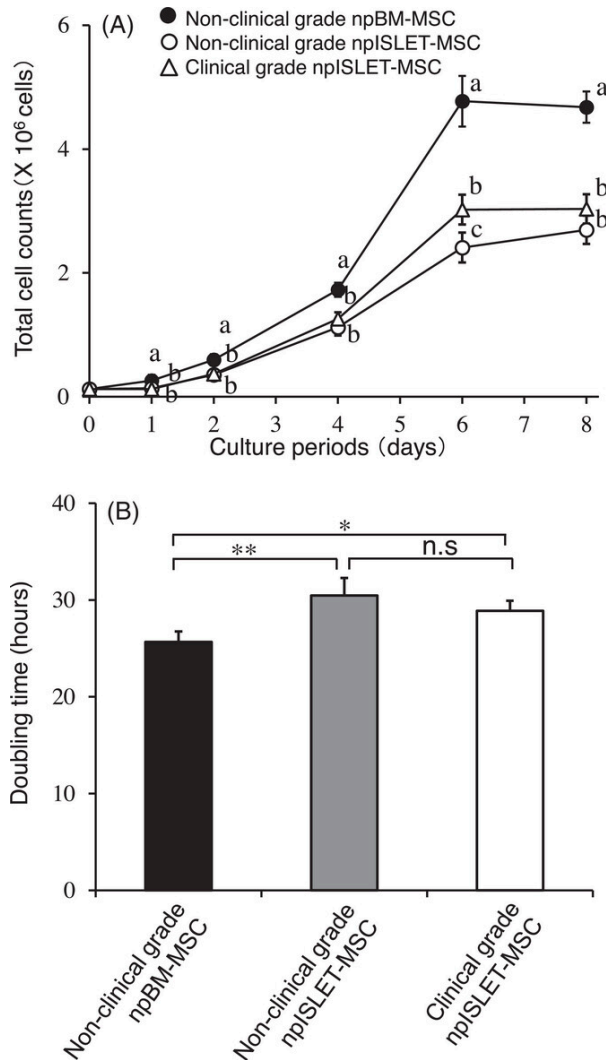 (A)
Non-clinical grade npBM-MSC
Non-clinical grade npISLET-MSC
Clinical grade npISLET-MSC
Total cell counts(X 10⁶ cells)
6
4
2
0
a
b
b
a
b
b
a
b
b
a
b
c
a
b
b
0 1 2 3 4 5 6 7 8
Culture periods (days)
(B)
Doubling time (hours)
40
30
20
10
0
*
**
n.s
Non-clinical grade
npBM-MSC
Non-clinical grade
npISLET-MSC
Clinical grade
npISLET-MSC